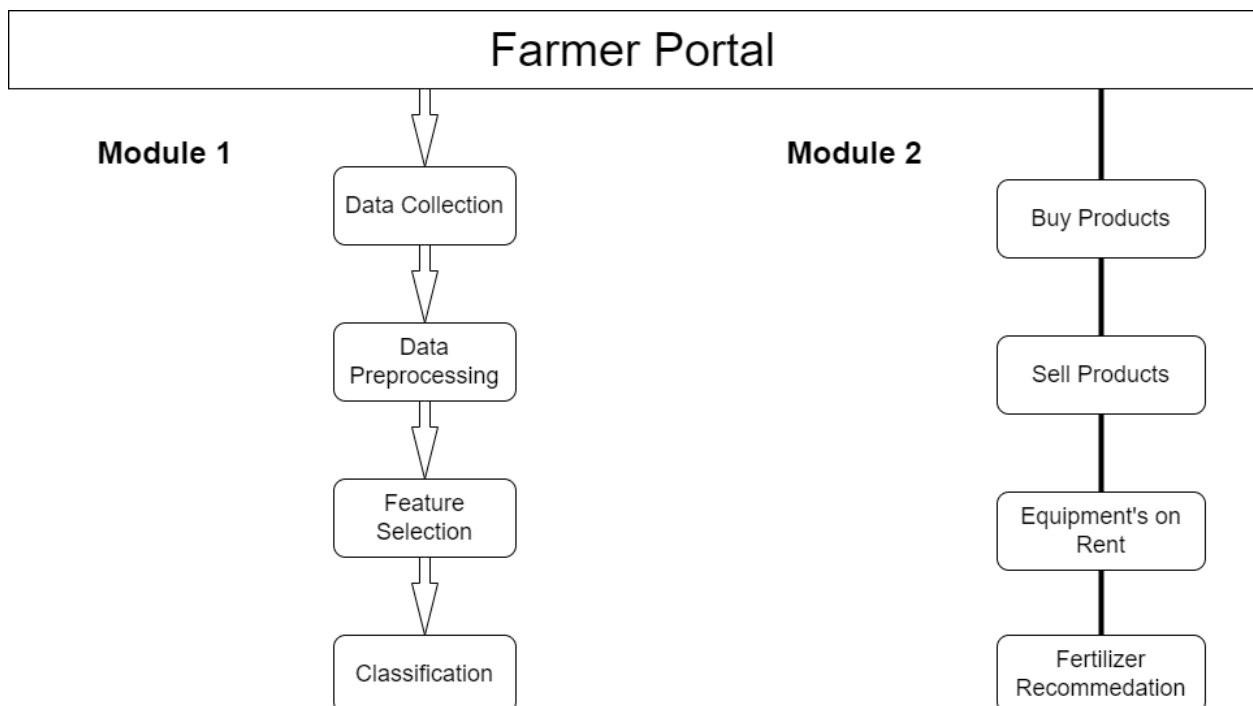 Farmer Portal
Module 1
Data Collection
Data
Preprocessing
Feature
Selection
Classification
Module 2
Buy Products
Sell Products
Equipment's on
Rent
Fertilizer
Recommedation